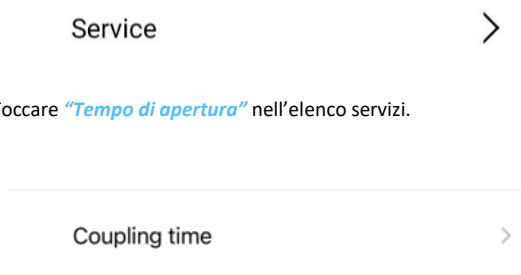 Service
occare “Tempo di apertura” nell’elenco servizi.
Coupling time